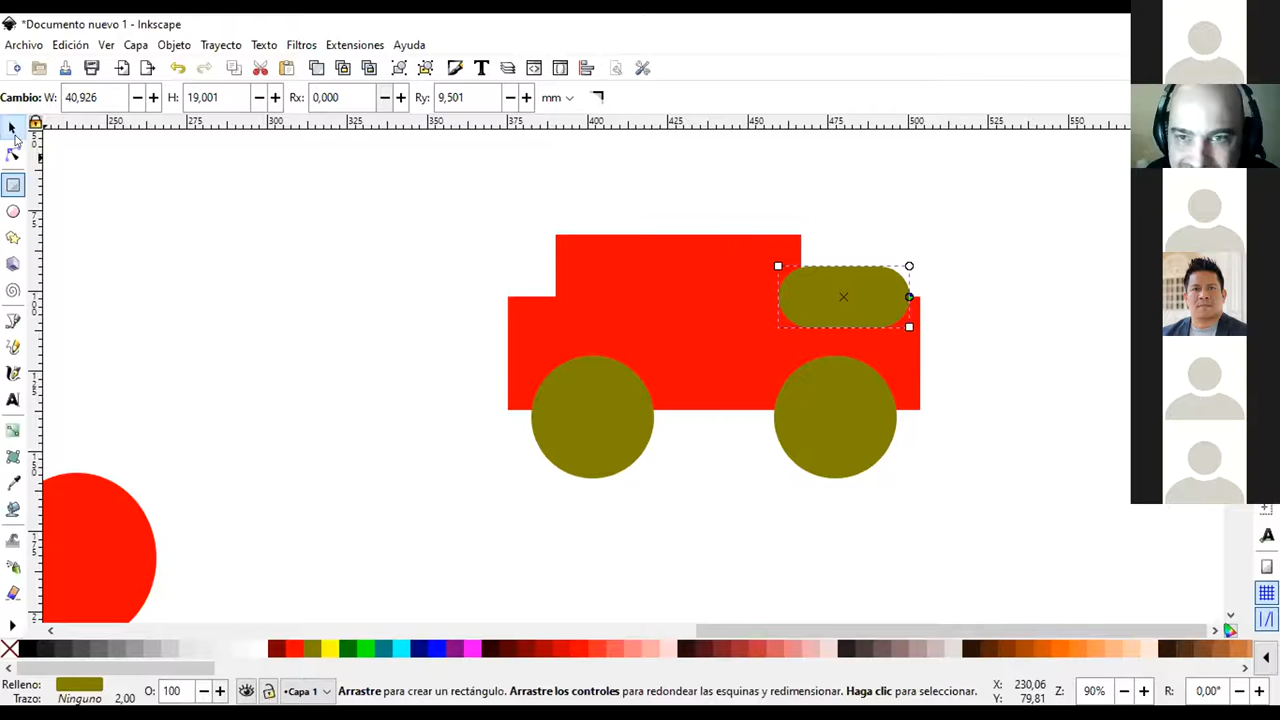 *Documento nuevo 1 - Inkscape
Archivo Edición Ver Capa Objeto Trayecto Texto Filtros Extensiones Ayuda
Cambio: W: 40,926 H: 19,001 Rx: 0,000 Ry: 9,501 mm
250 275 300 325 350 375 400 425 450 475 500 525 550
Relleno: O: 100 •Capa 1 Arrastre para crear un rectángulo. Arrastre los controles para redondear las esquinas y redimensionar. Haga clic para seleccionar. X: 230,06 Z: 90% R: 0,00°
Trazo: Ninguno 2,00 Y: 79,81